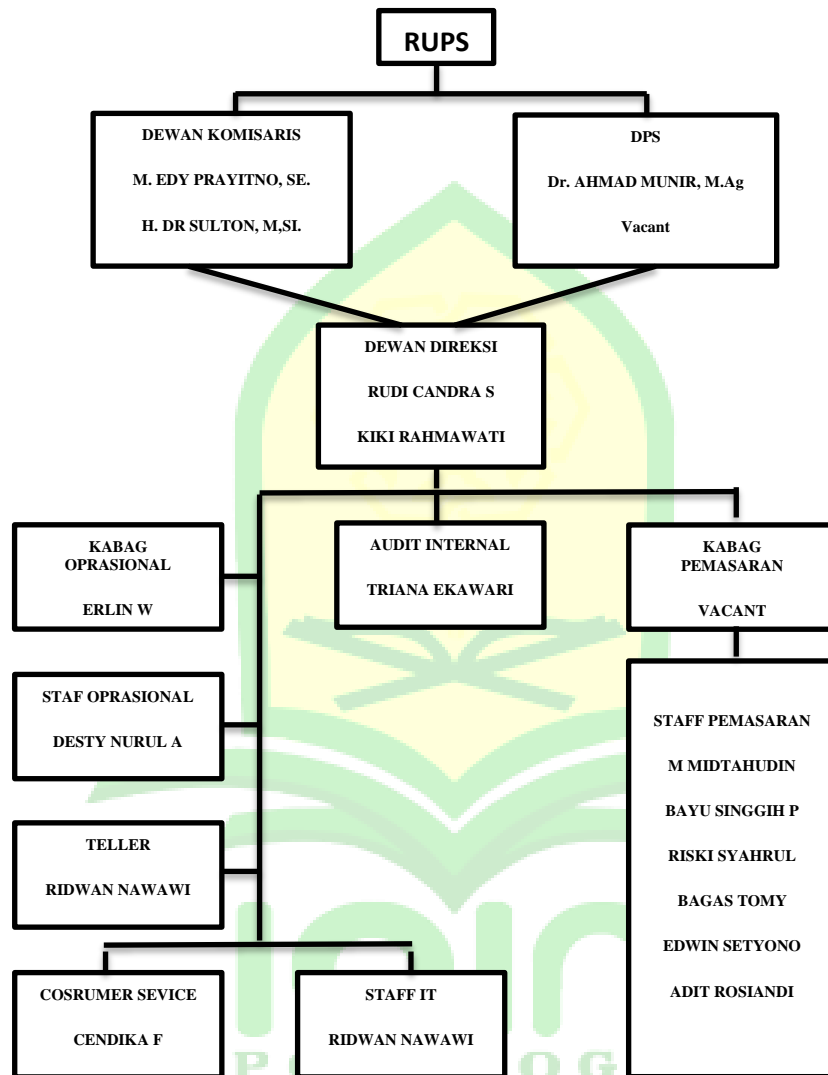 RUPS
DEWAN KOMISARIS
M. EDY PRAYITNO, SE.
H. DR SULTON, M,SI.
DPS
Dr. AHMAD MUNIR, M.Ag
Vacant
DEWAN DIREKSI
RUDI CANDRA S
KIKI RAHMAWATI
KABAG
OPRASIONAL
ERLIN W
AUDIT INTERNAL
TRIANA EKAWARI
KABAG
PEMASARAN
VACANT
STAF OPRASIONAL
DESTY NURUL A
TELLER
RIDWAN NAWAWI
COSRUMER SEVICE
CENDIKA F
STAFF IT
RIDWAN NAWAWI
STAFF PEMASARAN
M MIDTAHUDIN
BAYU SINGGIH P
RISKI SYAHRUL
BAGAS TOMY
EDWIN SETYONO
ADIT ROSIANDI